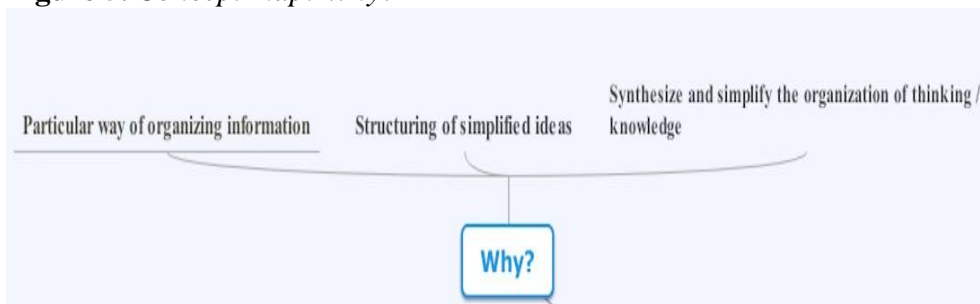 Particular way of organizing information
Structuring of simplified ideas
Synthesize and simplify the organization of thinking /
knowledge
Why?